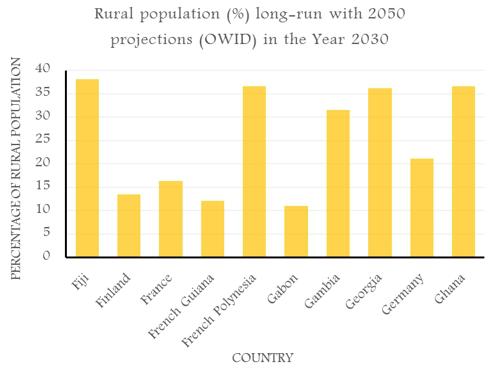 Rural population (%) long-run with 2050
projections (OWID) in the Year 2030
PERCENTAGE OF RURAL POPULATION
40
35
30
25
20
15
10
5
0
Fiji
Finland
France
French Guiana
French Polynesia
Gabon
Gambia
Georgia
Germany
Ghana
COUNTRY